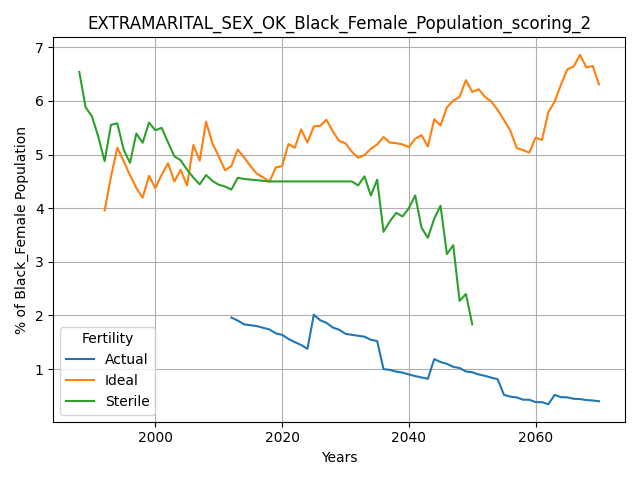 EXTRAMARITAL_SEX_OK_Black_Female_Population_scoring_2
% of Black_Female Population
7
6
5
4
3
2
1
Fertility
Actual
Ideal
Sterile
2000 2020 2040 2060
Years